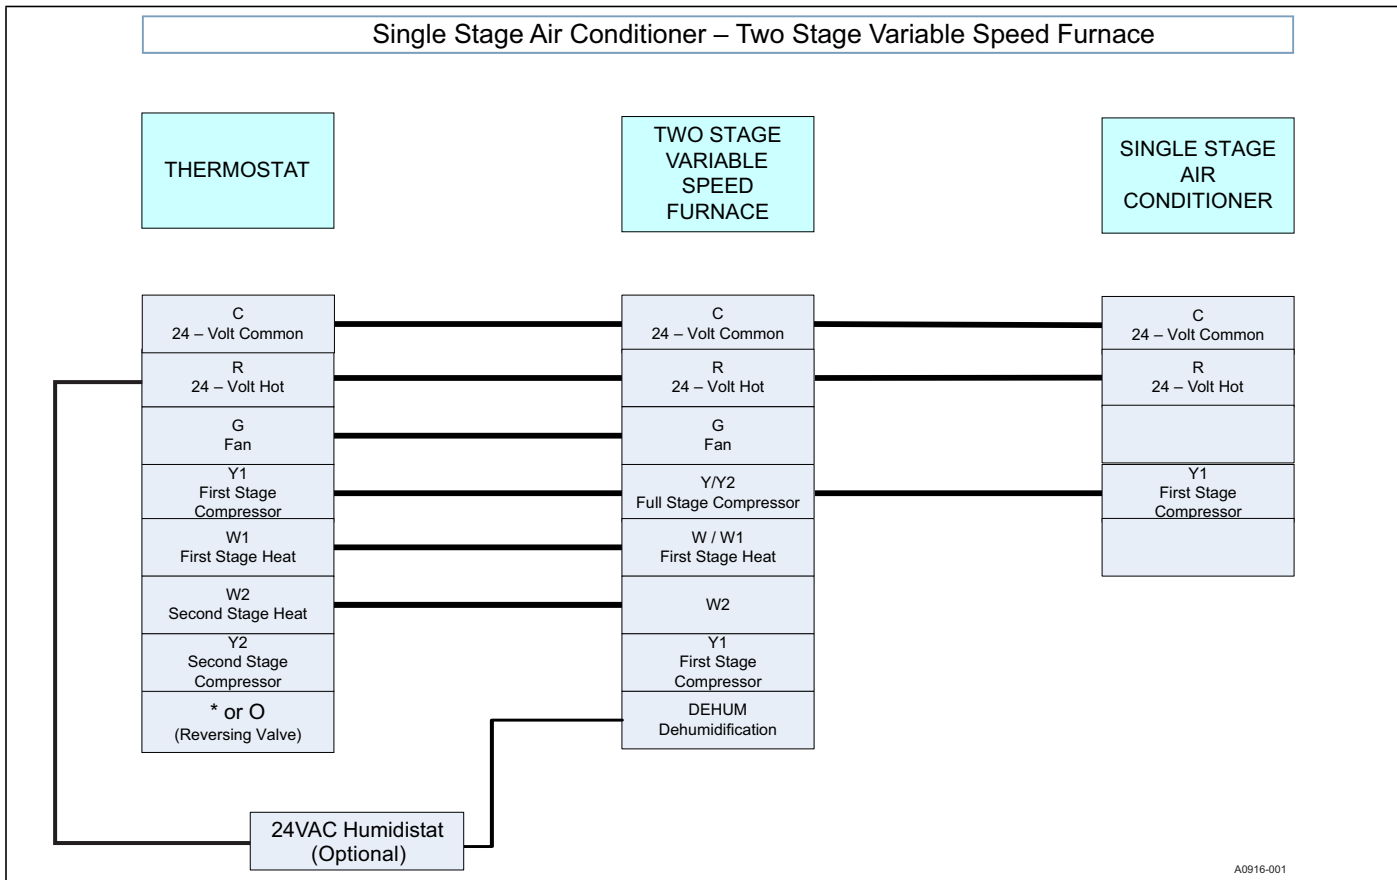 Single Stage Air Conditioner – Two Stage Variable Speed Furnace
THERMOSTAT
TWO STAGE
VARIABLE
SPEED
FURNACE
SINGLE STAGE
AIR
CONDITIONER
C
24 – Volt Common
R
24 – Volt Hot
G
Fan
Y1
First Stage
Compressor
W1
First Stage Heat
W2
Second Stage Heat
Y2
Second Stage
Compressor
* or O
(Reversing Valve)
C
24 – Volt Common
R
24 – Volt Hot
G
Fan
Y/Y2
Full Stage Compressor
W / W1
First Stage Heat
W2
Y1
First Stage
Compressor
DEHUM
Dehumidification
C
24 – Volt Common
R
24 – Volt Hot
Y1
First Stage
Compressor
24VAC Humidistat
(Optional)
A0916-001